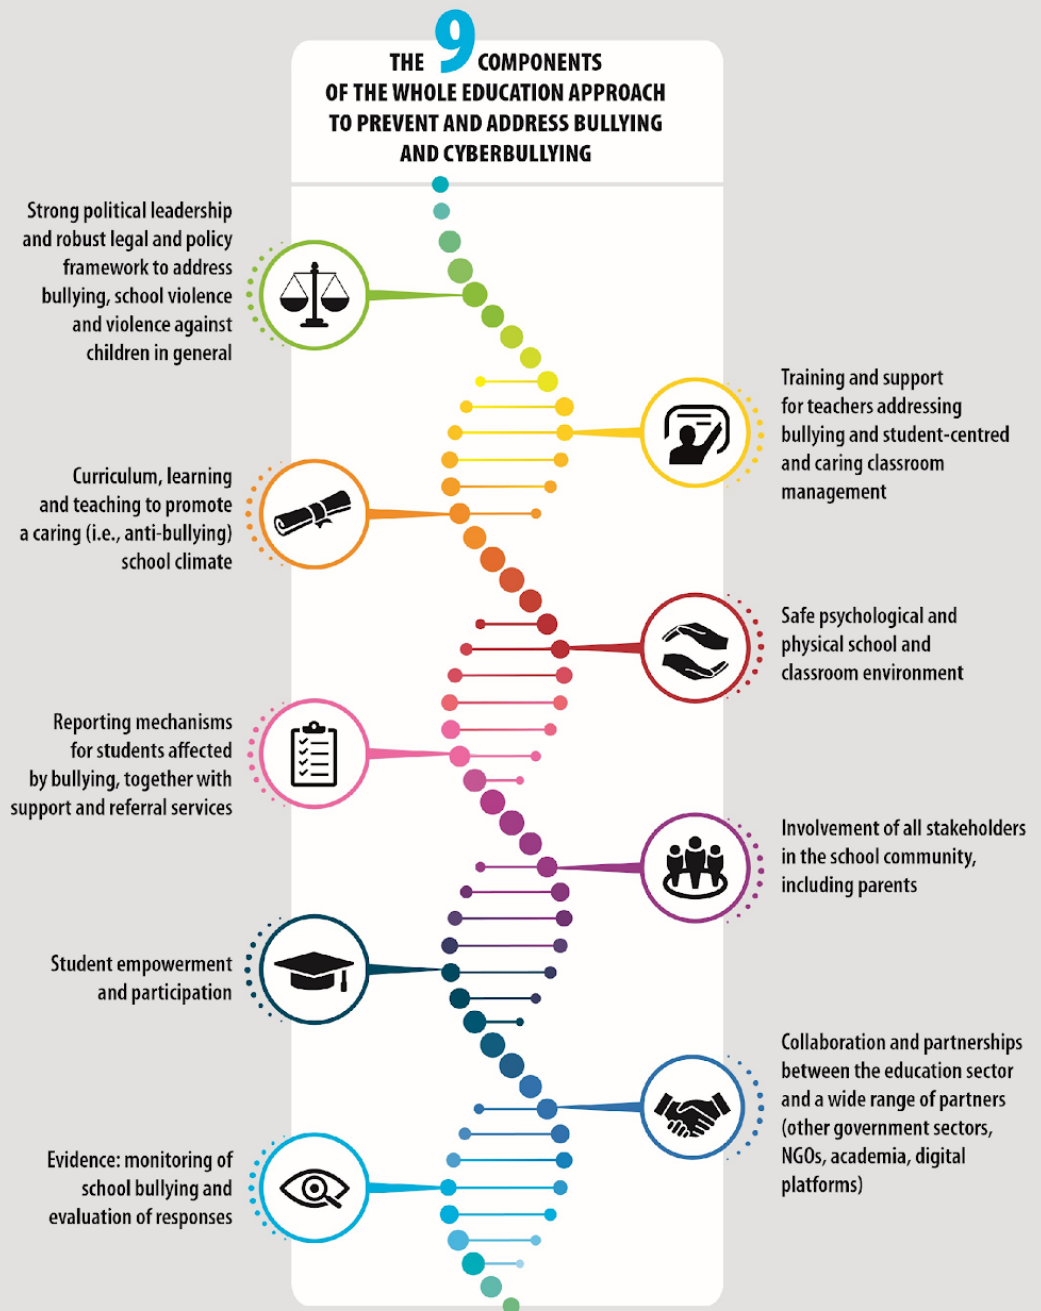 THE 9 COMPONENTS
OF THE WHOLE EDUCATION APPROACH
TO PREVENT AND ADDRESS BULLYING
AND CYBERBULLYING
Strong political leadership
and robust legal and policy
framework to address
bullying, school violence
and violence against
children in general
Training and support
for teachers addressing
bullying and student-centred
and caring classroom
management
Curriculum, learning
and teaching to promote
a caring (i.e., anti-bullying)
school climate
Safe psychological and
physical school and
classroom environment
Reporting mechanisms
for students affected
by bullying, together with
support and referral services
Involvement of all stakeholders
in the school community,
including parents
Student empowerment
and participation
Collaboration and partnerships
between the education sector
and a wide range of partners
(other government sectors,
NGOs, academia, digital
platforms)
Evidence: monitoring of
school bullying and
evaluation of responses